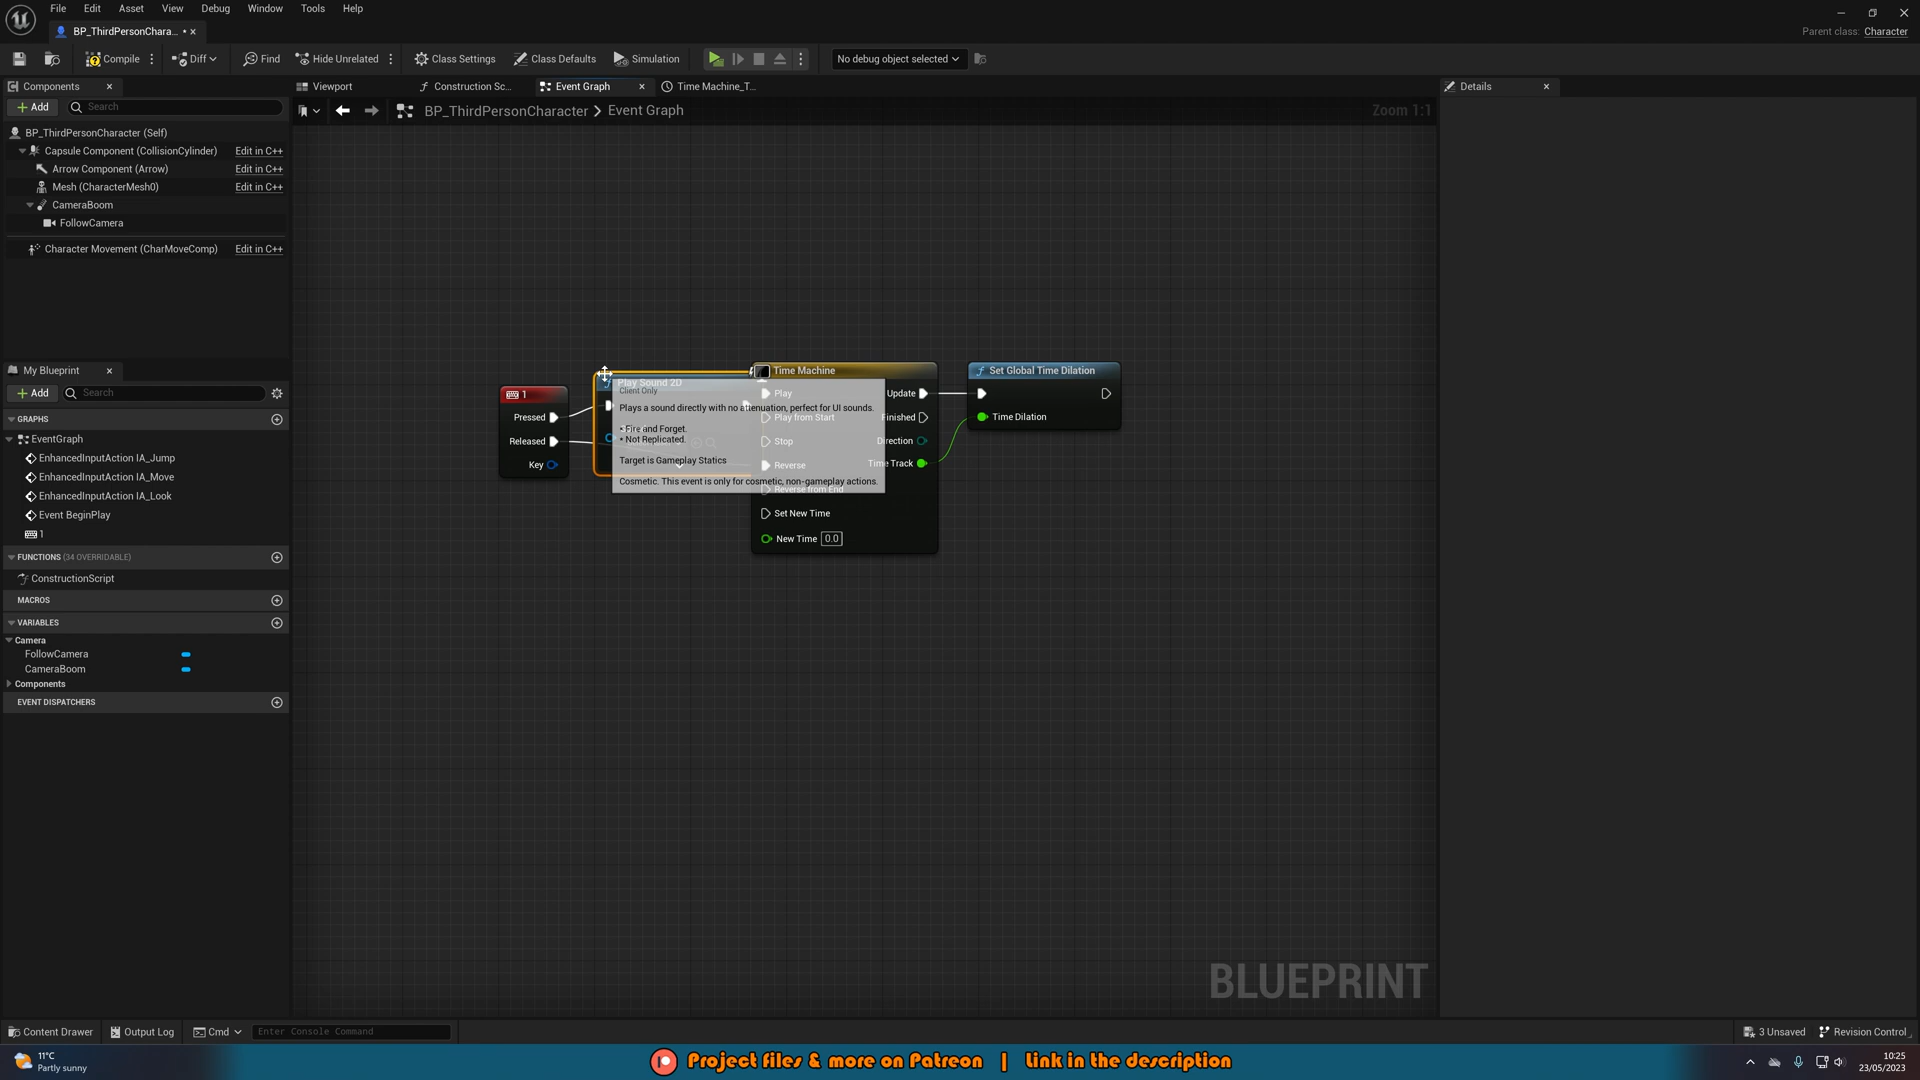 File Edit Asset View Debug Window Tools Help
BP_ThirdPersonChara... •
Parent class: Character
Compile Diff Find Hide Unrelated Class Settings Class Defaults Simulation No debug object selected
Components
Viewport Construction Sc... Event Graph Time Machine_T... Details
Add Search
BP_ThirdPersonCharacter > Event Graph Zoom 1:1
BP_ThirdPersonCharacter (Self)
Capsule Component (CollisionCylinder) Edit in C++
Arrow Component (Arrow) Edit in C++
Mesh (CharacterMesh0) Edit in C++
CameraBoom
FollowCamera
Character Movement (CharMoveComp) Edit in C++
My Blueprint
Add Search
GRAPHS
EventGraph
EnhancedInputAction IA_Jump
EnhancedInputAction IA_Move
EnhancedInputAction IA_Look
Event BeginPlay
1
FUNCTIONS (34 OVERRIDABLE)
ConstructionScript
MACROS
VARIABLES
Camera
FollowCamera
CameraBoom
Components
EVENT DISPATCHERS
1
Pressed
Released
Key
Play Sound 2D
Client Only
Plays a sound directly with no attenuation, perfect for UI sounds.
• Fire and Forget.
• Not Replicated.
Target is Gameplay Statics
Cosmetic. This event is only for cosmetic, non-gameplay actions.
Time Machine
Play Update
Play from Start Finished
Stop Direction
Reverse Time Track
Reverse from End
Set New Time
New Time 0.0
Set Global Time Dilation
Time Dilation
BLUEPRINT
Content Drawer Output Log Cmd Enter Console Command 3 Unsaved Revision Control
11°C
Partly sunny
Project files & more on Patreon | Link in the description
10:25
23/05/2023